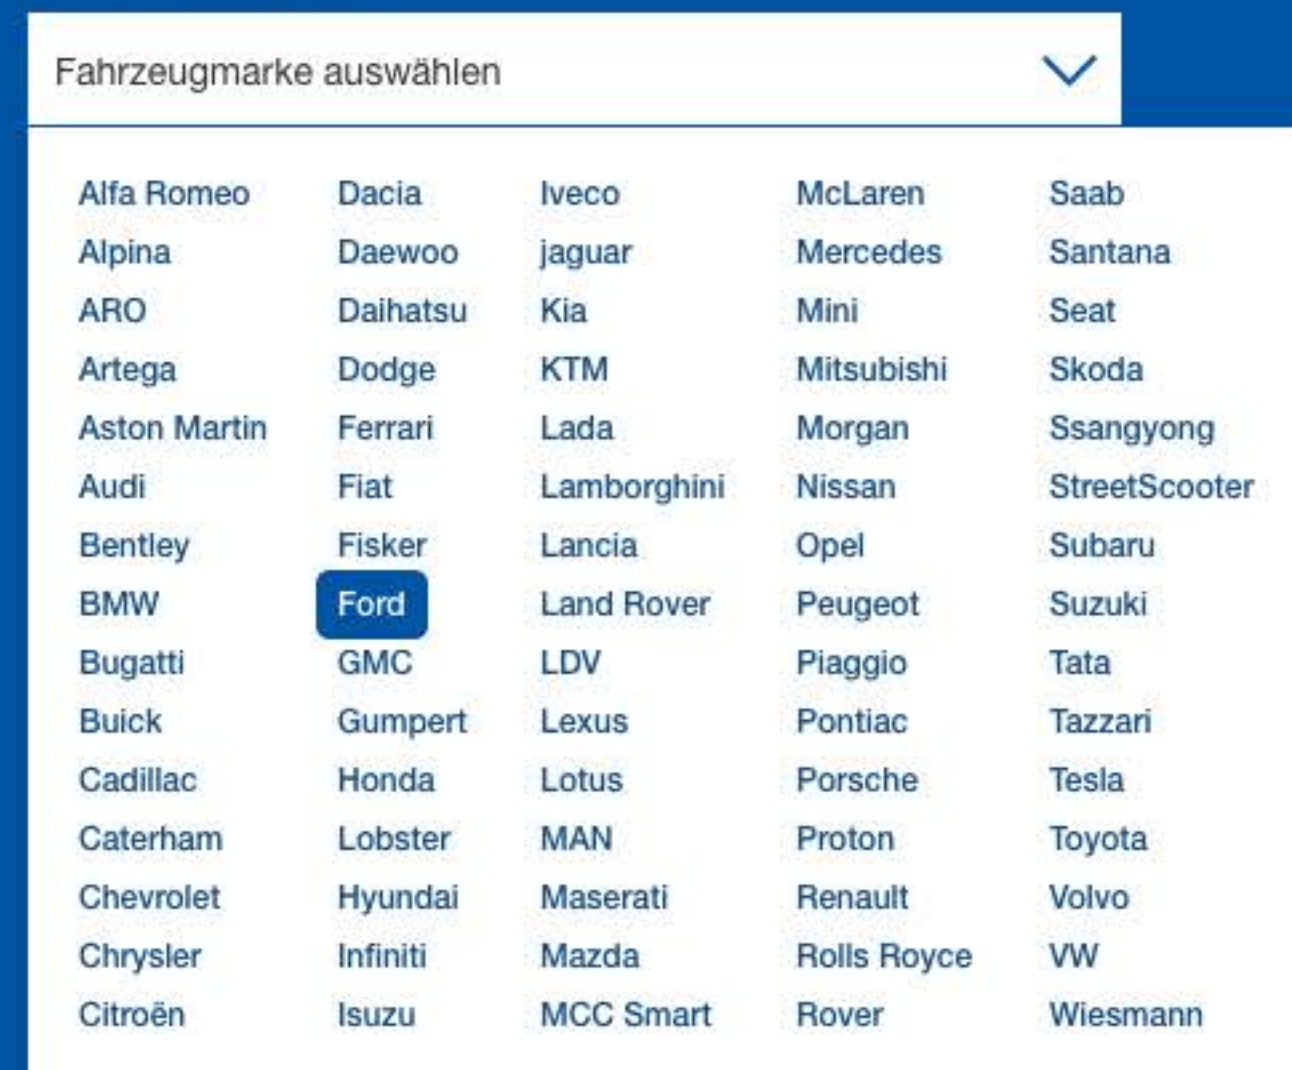 Fahrzeugmarke auswählen
Alfa Romeo
Alpina
ARO
Artega
Aston Martin
Audi
Bentley
BMW
Bugatti
Buick
Cadillac
Caterham
Chevrolet
Chrysler
Citroën
Dacia
Daewoo
Daihatsu
Dodge
Ferrari
Fiat
Fisker
Ford
GMC
Gumpert
Honda
Lobster
Hyundai
Infiniti
Isuzu
Iveco
jaguar
Kia
KTM
Lada
Lamborghini
Lancia
Land Rover
LDV
Lexus
Lotus
MAN
Maserati
Mazda
MCC Smart
McLaren
Mercedes
Mini
Mitsubishi
Morgan
Nissan
Opel
Peugeot
Piaggio
Pontiac
Porsche
Proton
Renault
Rolls Royce
Rover
Saab
Santana
Seat
Skoda
Ssangyong
StreetScooter
Subaru
Suzuki
Tata
Tazzari
Tesla
Toyota
Volvo
VW
Wiesmann